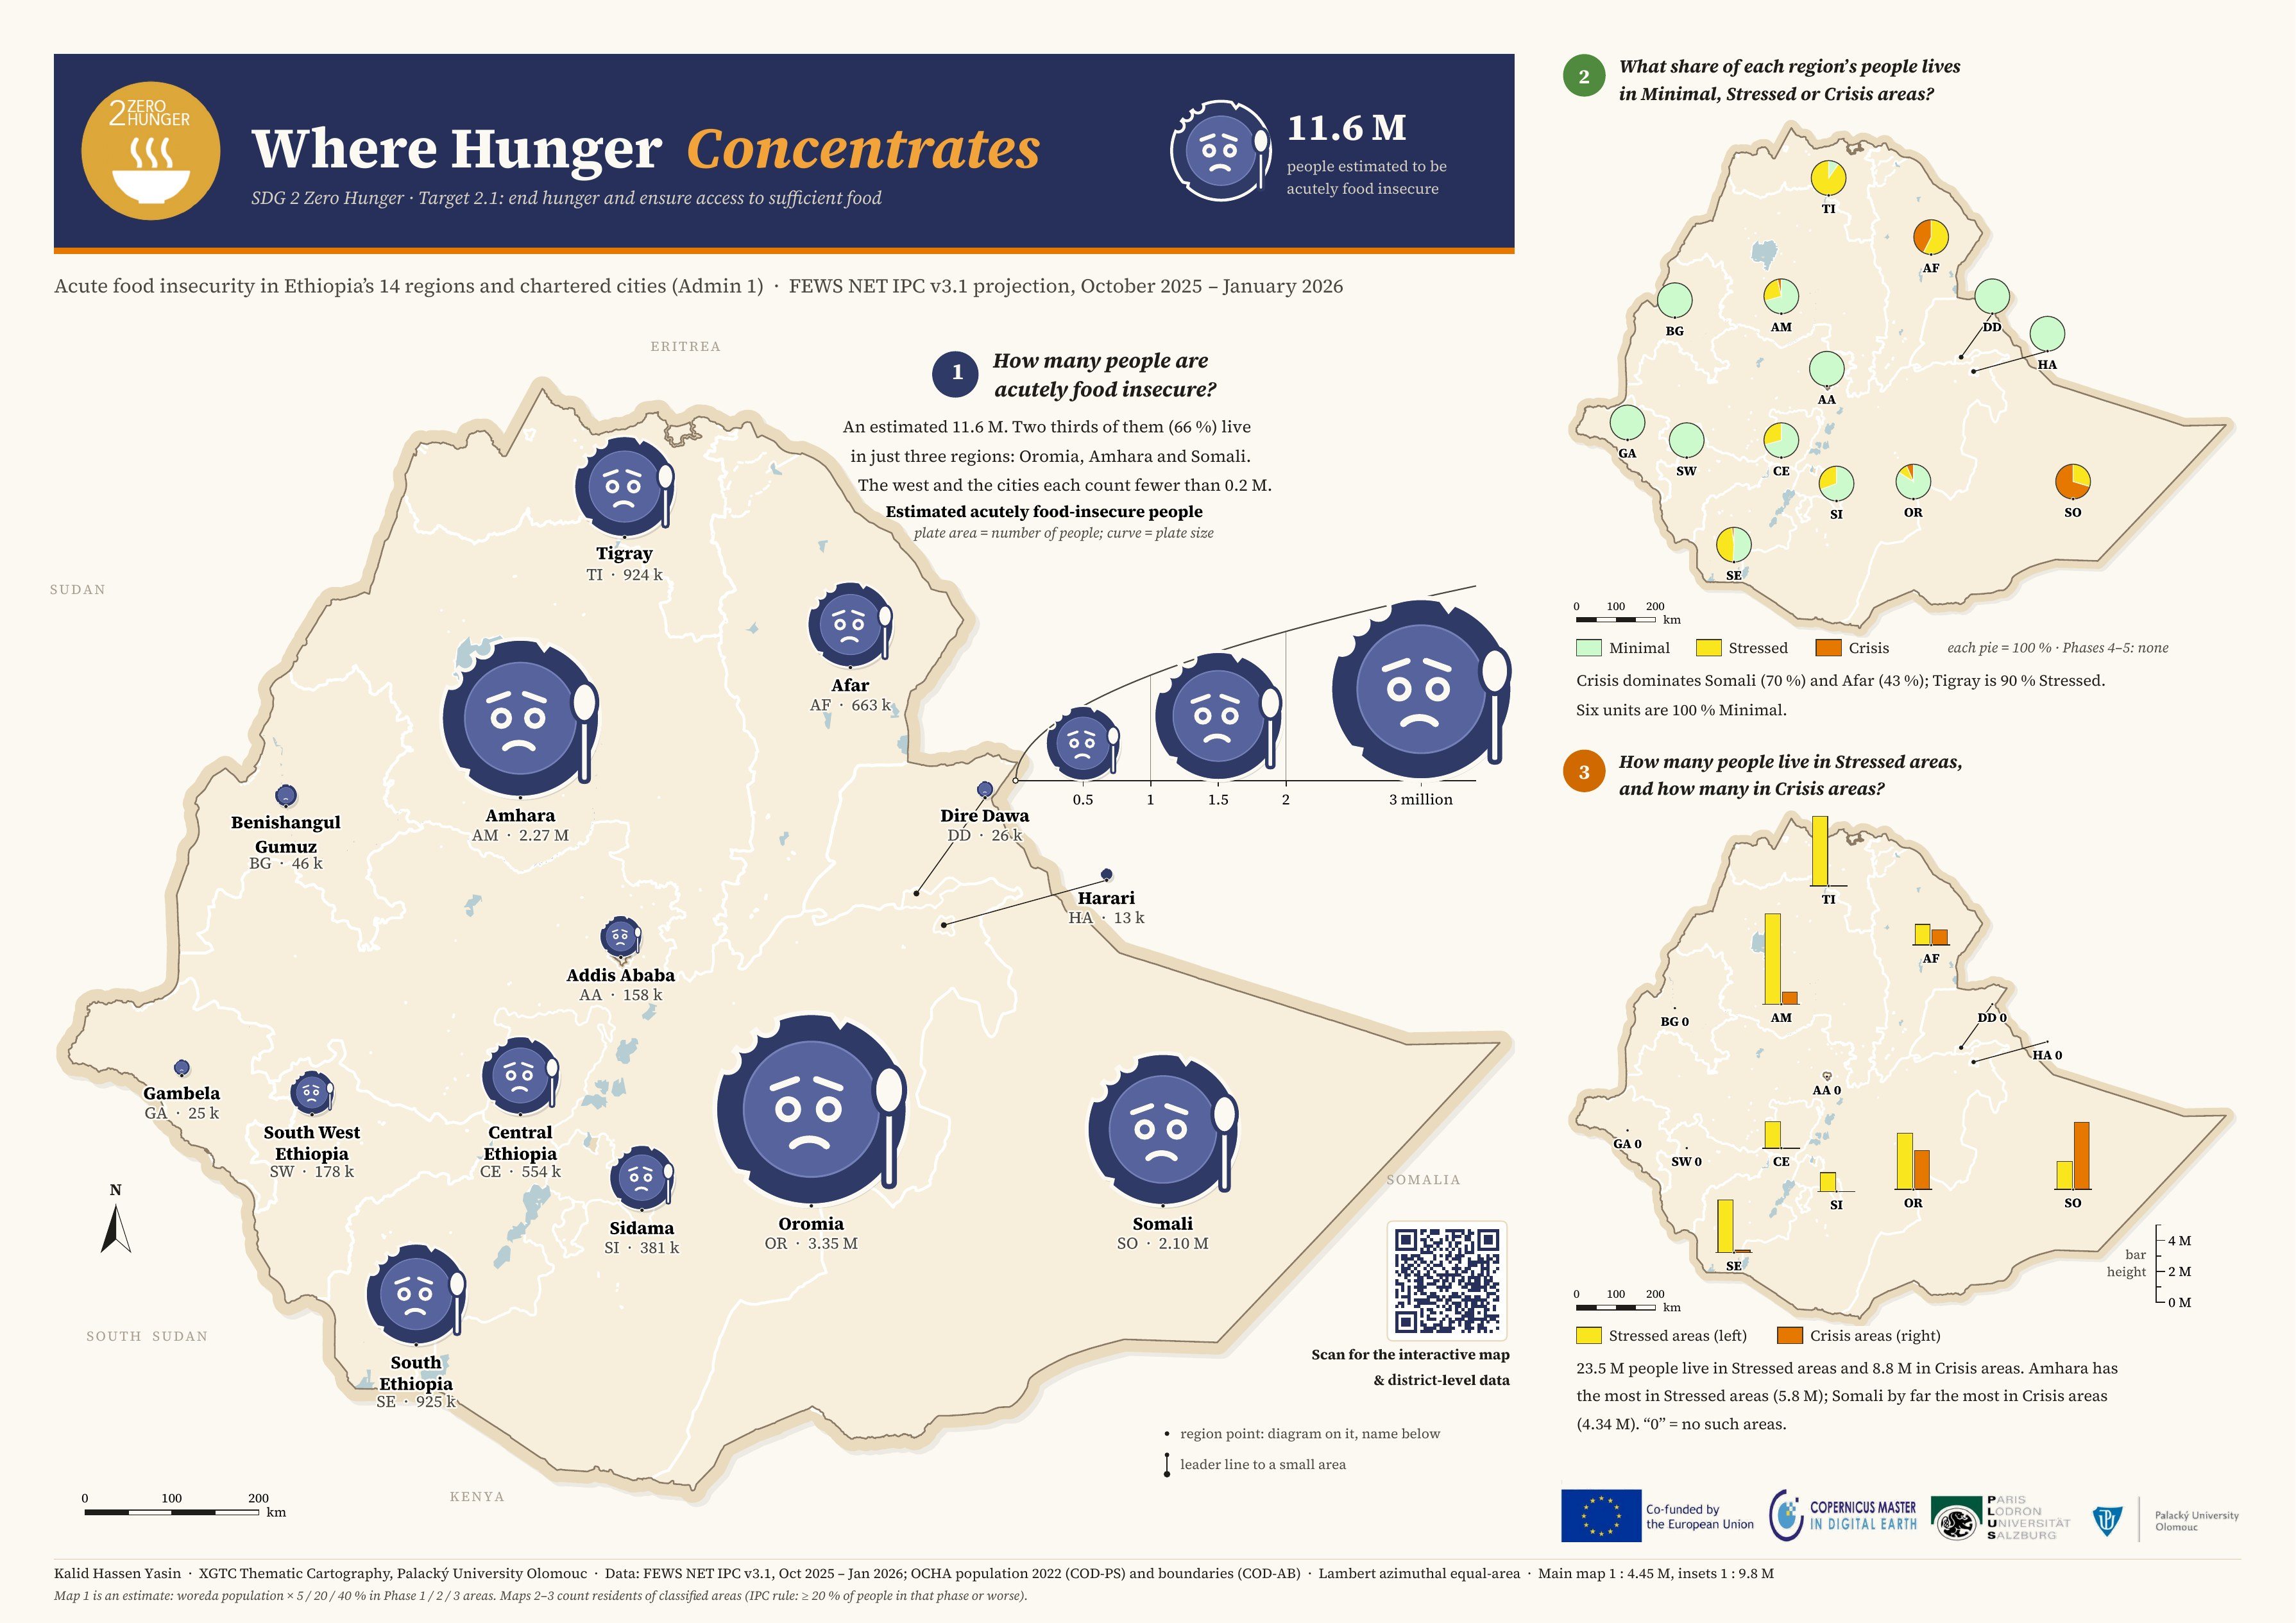 2 ZERO
HUNGER
Where Hunger Concentrates
SDG 2 Zero Hunger · Target 2.1: end hunger and ensure access to sufficient food
11.6 M
people estimated to be
acutely food insecure
Acute food insecurity in Ethiopia’s 14 regions and chartered cities (Admin 1) · FEWS NET IPC v3.1 projection, October 2025 – January 2026
1
How many people are
acutely food insecure?
An estimated 11.6 M. Two thirds of them (66 %) live
in just three regions: Oromia, Amhara and Somali.
The west and the cities each count fewer than 0.2 M.
Estimated acutely food-insecure people
plate area = number of people; curve = plate size
0.5 1 1.5 2 3 million
ERITREA
SUDAN
Tigray
TI · 924 k
Afar
AF · 663 k
Amhara
AM · 2.27 M
Benishangul
Gumuz
BG · 46 k
Dire Dawa
DD · 26 k
Harari
HA · 13 k
Addis Ababa
AA · 158 k
Gambela
GA · 25 k
South West
Ethiopia
SW · 178 k
Central
Ethiopia
CE · 554 k
Sidama
SI · 381 k
Oromia
OR · 3.35 M
Somali
SO · 2.10 M
South
Ethiopia
SE · 925 k
SOMALIA
N
SOUTH SUDAN
KENYA
0 100 200
km
Scan for the interactive map
& district-level data
region point: diagram on it, name below
leader line to a small area
2
What share of each region’s people lives
in Minimal, Stressed or Crisis areas?
TI
AF
BG
AM
DD
HA
AA
GA
SW
CE
SI
OR
SO
SE
0 100 200
km
Minimal Stressed Crisis each pie = 100 % · Phases 4–5: none
Crisis dominates Somali (70 %) and Afar (43 %); Tigray is 90 % Stressed.
Six units are 100 % Minimal.
3
How many people live in Stressed areas,
and how many in Crisis areas?
TI
AF
AM
BG 0
DD 0
HA 0
AA 0
GA 0
SW 0
CE
SI
OR
SO
SE
bar
height
4 M
2 M
0 M
0 100 200
km
Stressed areas (left) Crisis areas (right)
23.5 M people live in Stressed areas and 8.8 M in Crisis areas. Amhara has
the most in Stressed areas (5.8 M); Somali by far the most in Crisis areas
(4.34 M). “0” = no such areas.
Co-funded by
the European Union
COPERNICUS MASTER
IN DIGITAL EARTH
PARIS
LODRON
UNIVERSITÄT
SALZBURG
Palacký University
Olomouc
Kalid Hassen Yasin · XGTC Thematic Cartography, Palacký University Olomouc · Data: FEWS NET IPC v3.1, Oct 2025 – Jan 2026; OCHA population 2022 (COD-PS) and boundaries (COD-AB) · Lambert azimuthal equal-area · Main map 1 : 4.45 M, insets 1 : 9.8 M
Map 1 is an estimate: woreda population × 5 / 20 / 40 % in Phase 1 / 2 / 3 areas. Maps 2–3 count residents of classified areas (IPC rule: ≥ 20 % of people in that phase or worse).